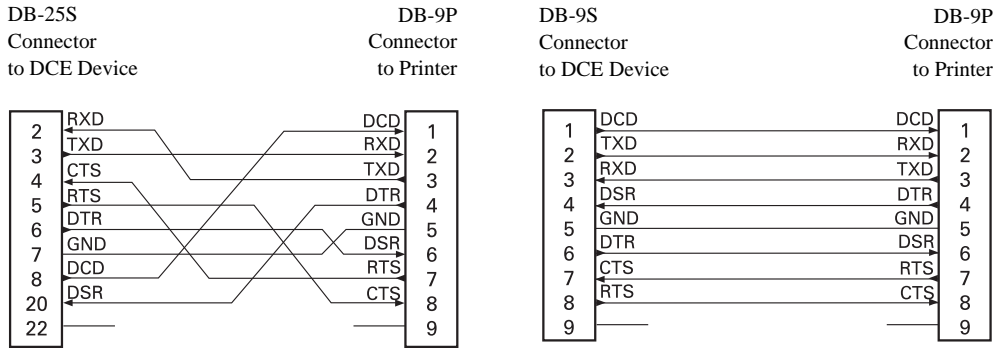 DB-25S
Connector
to DCE Device
DB-9P
Connector
to Printer
2 RXD DCD 1
3 TXD RXD 2
4 CTS TXD 3
5 RTS DTR 4
6 DTR GND 5
7 GND DSR 6
8 DCD RTS 7
20 DSR CTS 8
22 9
DB-9S
Connector
to DCE Device
DB-9P
Connector
to Printer
1 DCD DCD 1
2 TXD RXD 2
3 RXD TXD 3
4 DSR DTR 4
5 GND GND 5
6 DTR DSR 6
7 CTS RTS 7
8 RTS CTS 8
9 9